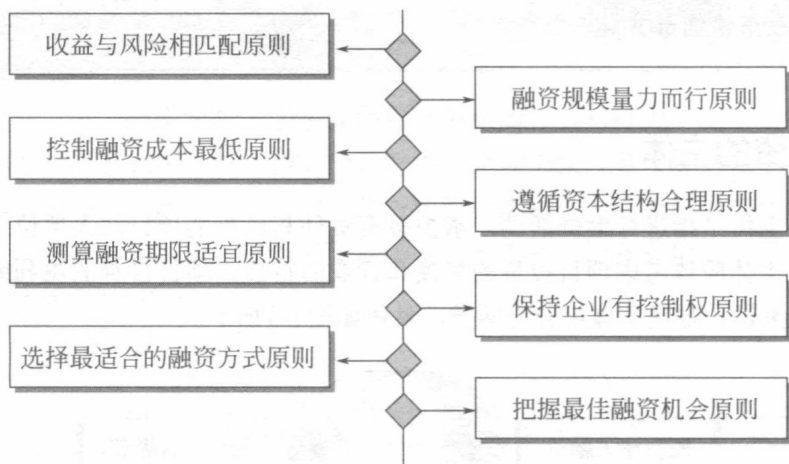 收益与风险相匹配原则
融资规模量力而行原则
控制融资成本最低原则
遵循资本结构合理原则
测算融资期限适宜原则
保持企业有控制权原则
选择最适合的融资方式原则
把握最佳融资机会原则